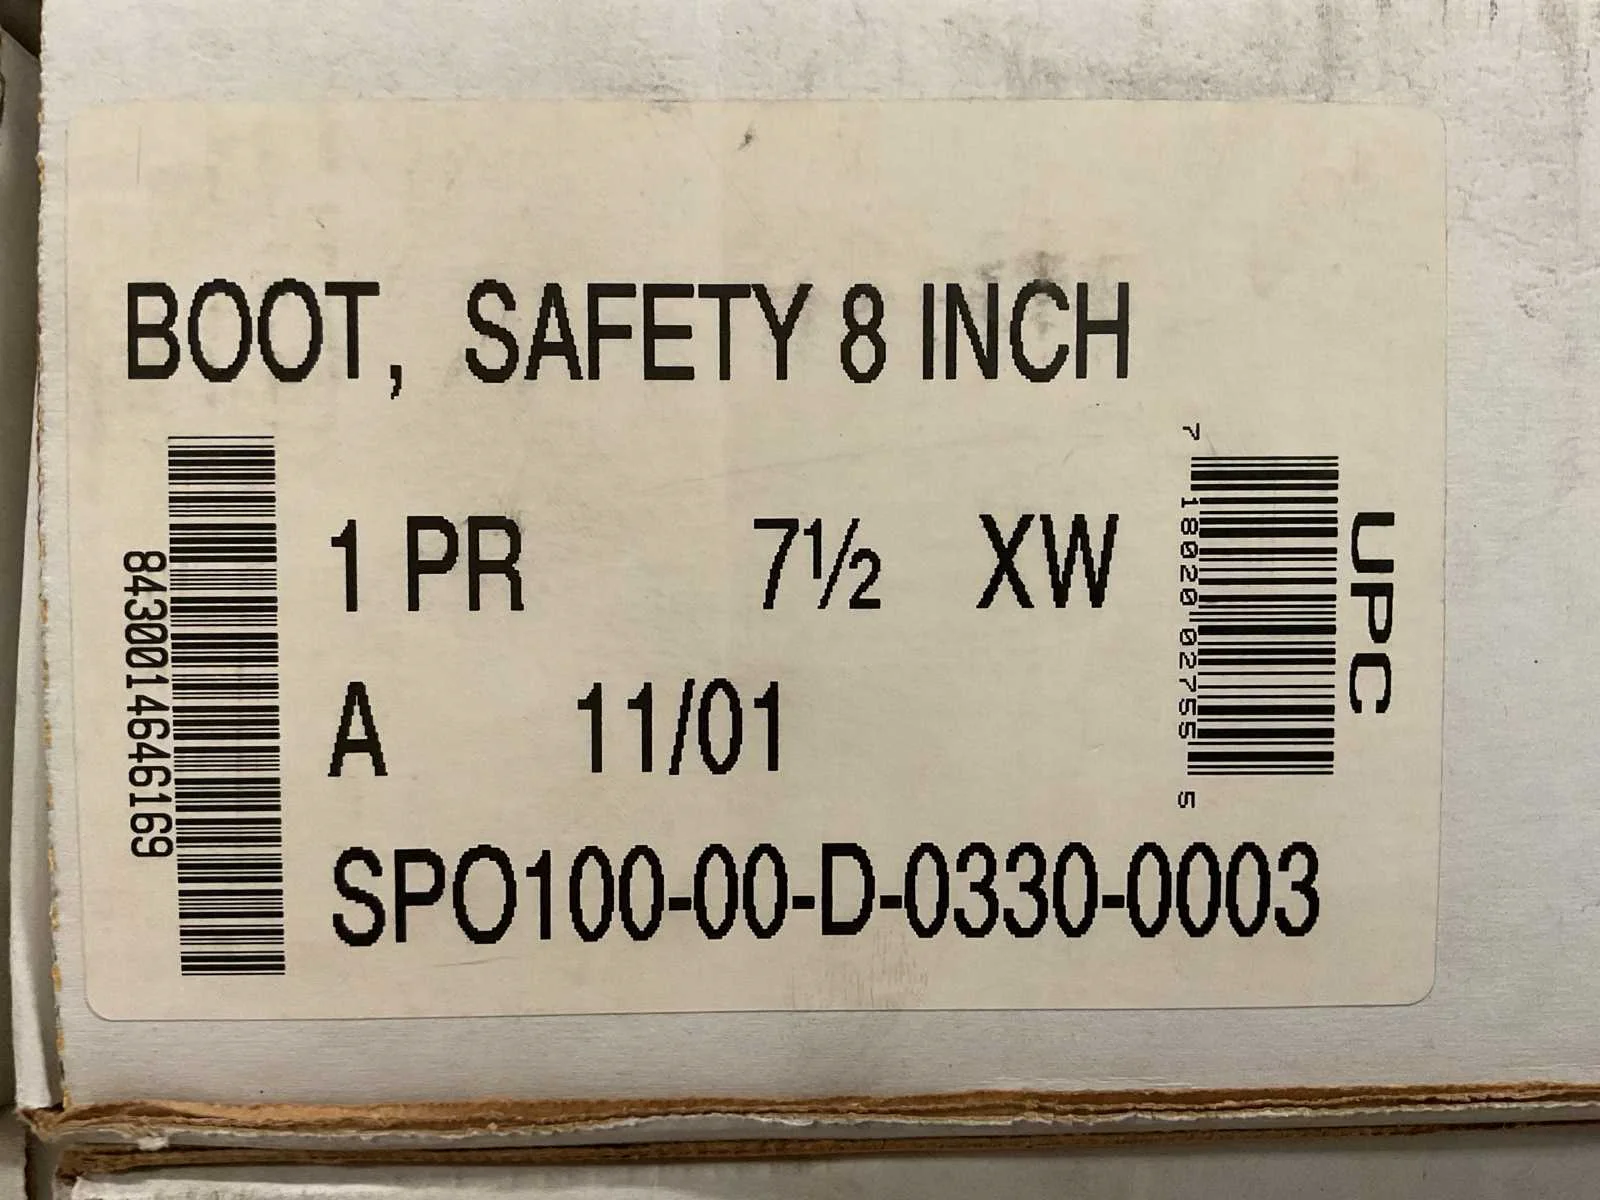 BOOT, SAFETY 8 INCH
8430014646169
1 PR 7½ XW
A 11/01
SPO100-00-D-0330-0003
7 18020 02755 5
UPC